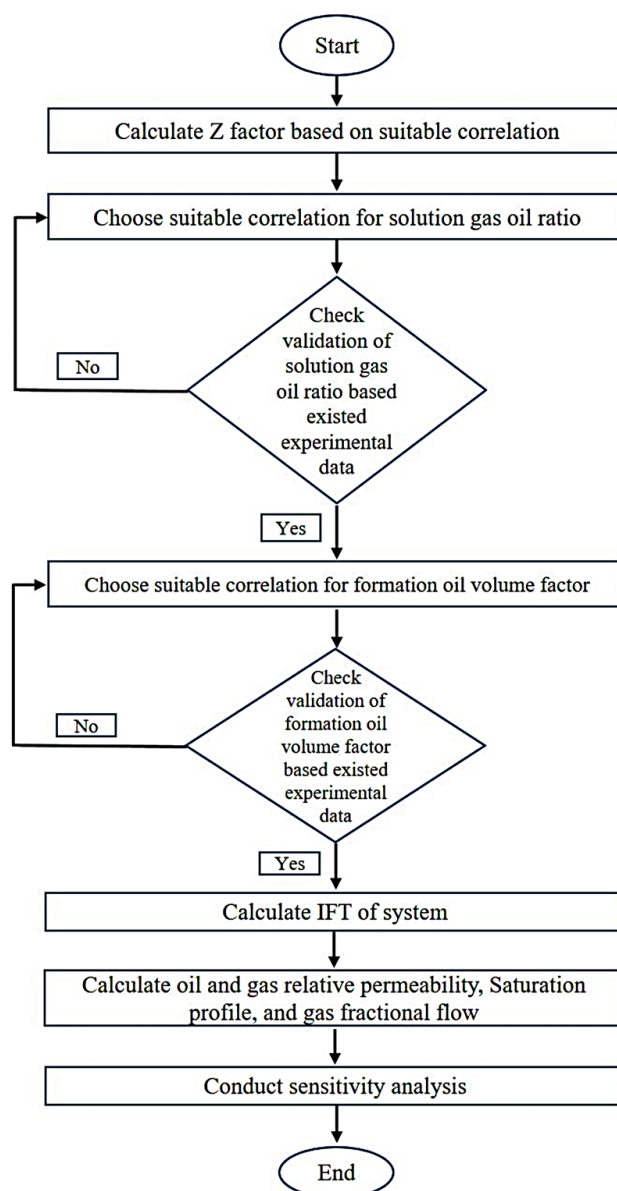 Start
Calculate Z factor based on suitable correlation
Choose suitable correlation for solution gas oil ratio
Check
validation of
solution gas
oil ratio based
existed
experimental
data
No
Yes
Choose suitable correlation for formation oil volume factor
Check
validation of
formation oil
volume factor
based existed
experimental
data
No
Yes
Calculate IFT of system
Calculate oil and gas relative permeability, Saturation
profile, and gas fractional flow
Conduct sensitivity analysis
End